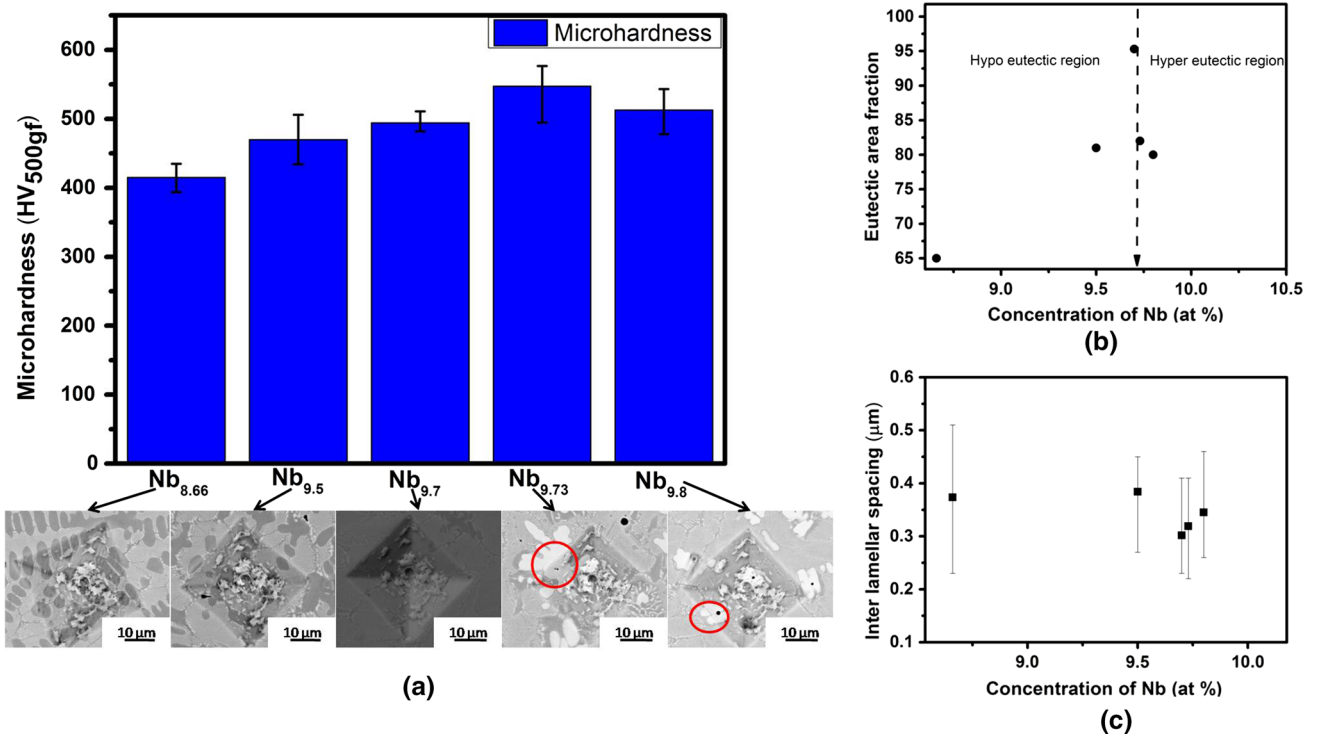 Microhardness
Microhardness (HV500gf)
600
500
400
300
200
100
0
Nb8.66
Nb9.5
Nb9.7
Nb9.73
Nb9.8
10 μm
10 μm
10 μm
10 μm
10 μm
(a)
Eutectic area fraction
100
95
90
85
80
75
70
65
Hypo eutectic region
Hyper eutectic region
9.0
9.5
10.0
10.5
Concentration of Nb (at %)
(b)
Inter lamellar spacing (μm)
0.6
0.5
0.4
0.3
0.2
0.1
9.0
9.5
10.0
Concentration of Nb (at %)
(c)